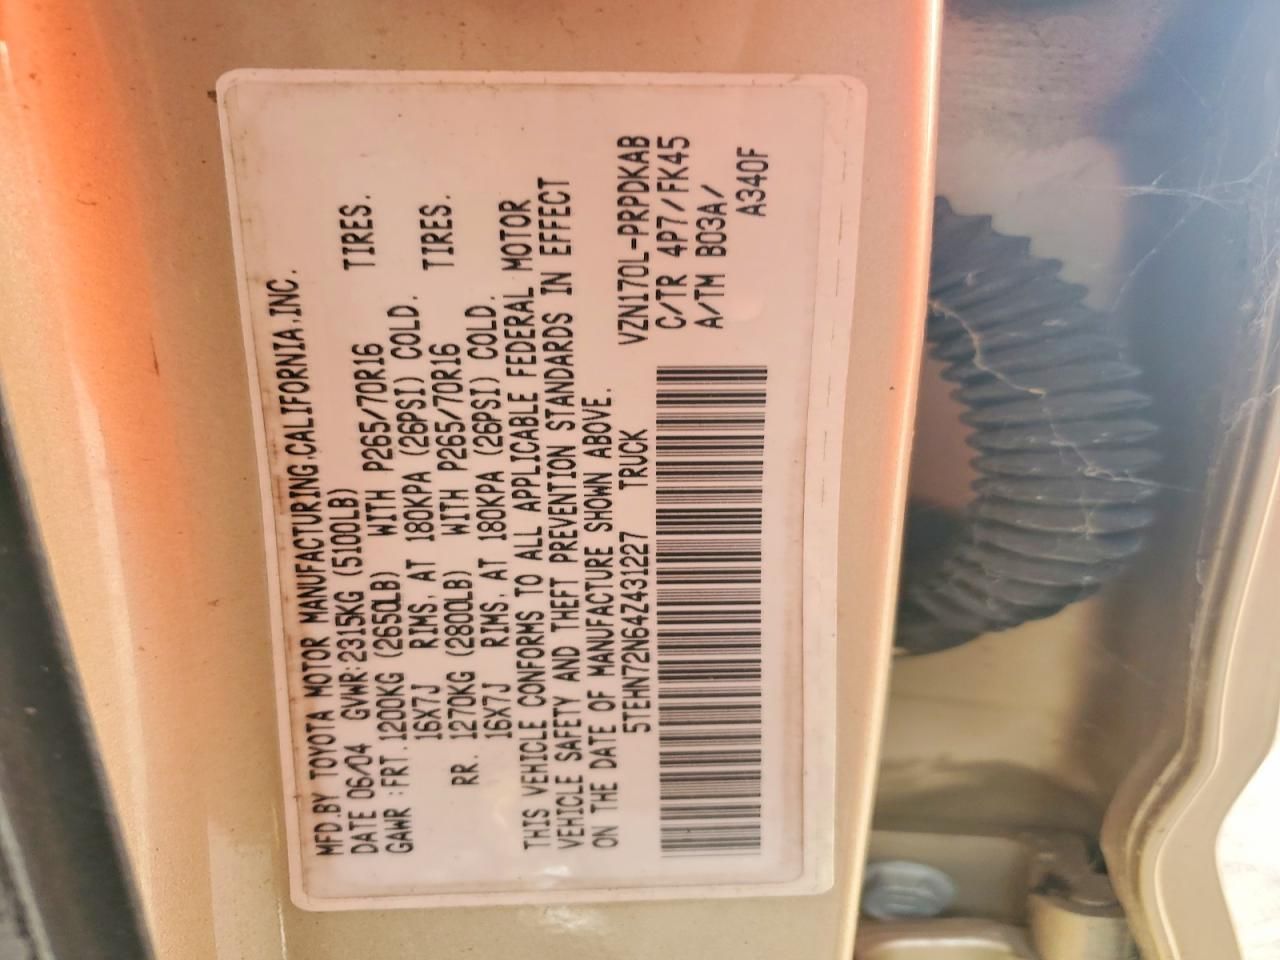 MFD.BY TOYOTA MOTOR MANUFACTURING,CALIFORNIA,INC.
DATE 06/04 GVWR:2315KG (5100LB)
GAWR :FRT.1200KG (2650LB) WITH P265/70R16 TIRES.
16X7J RIMS, AT 180KPA (26PSI) COLD.
RR. 1270KG (2800LB) WITH P265/70R16 TIRES.
16X7J RIMS, AT 180KPA (26PSI) COLD.
THIS VEHICLE CONFORMS TO ALL APPLICABLE FEDERAL MOTOR
VEHICLE SAFETY AND THEFT PREVENTION STANDARDS IN EFFECT
ON THE DATE OF MANUFACTURE SHOWN ABOVE.
5TEHN72N64Z431227 TRUCK VZN170L-PRPDKAB
C/TR 4P7/FK45
A/TM B03A/
A340F